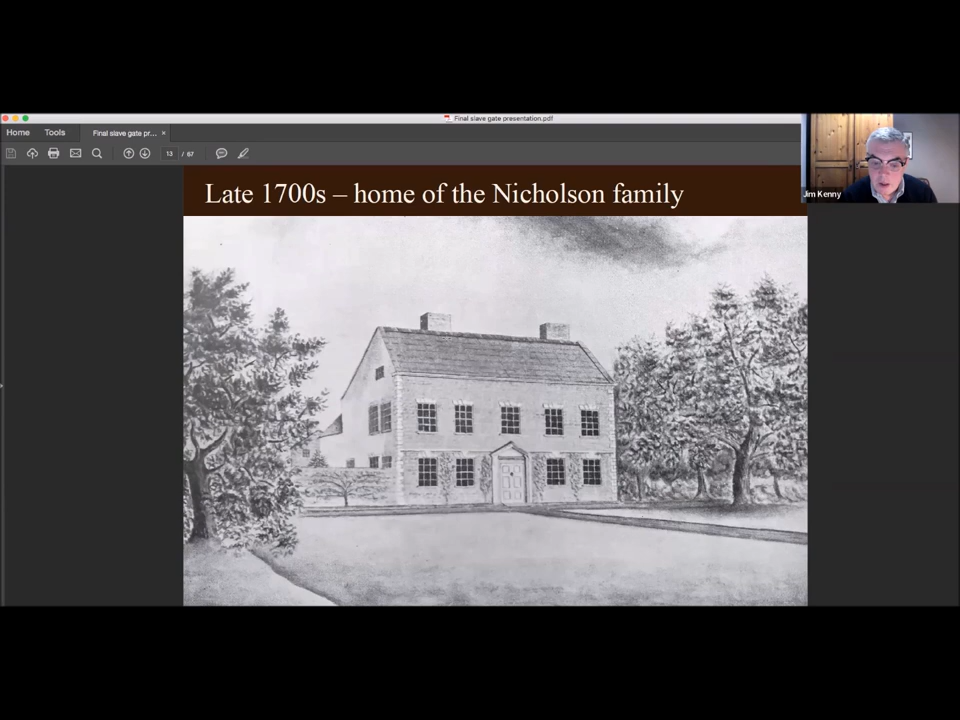 Final slave gate presentation.pdf
Home Tools Final slave gate pr... ×
13 / 67
Late 1700s – home of the Nicholson family
Jim Kenny